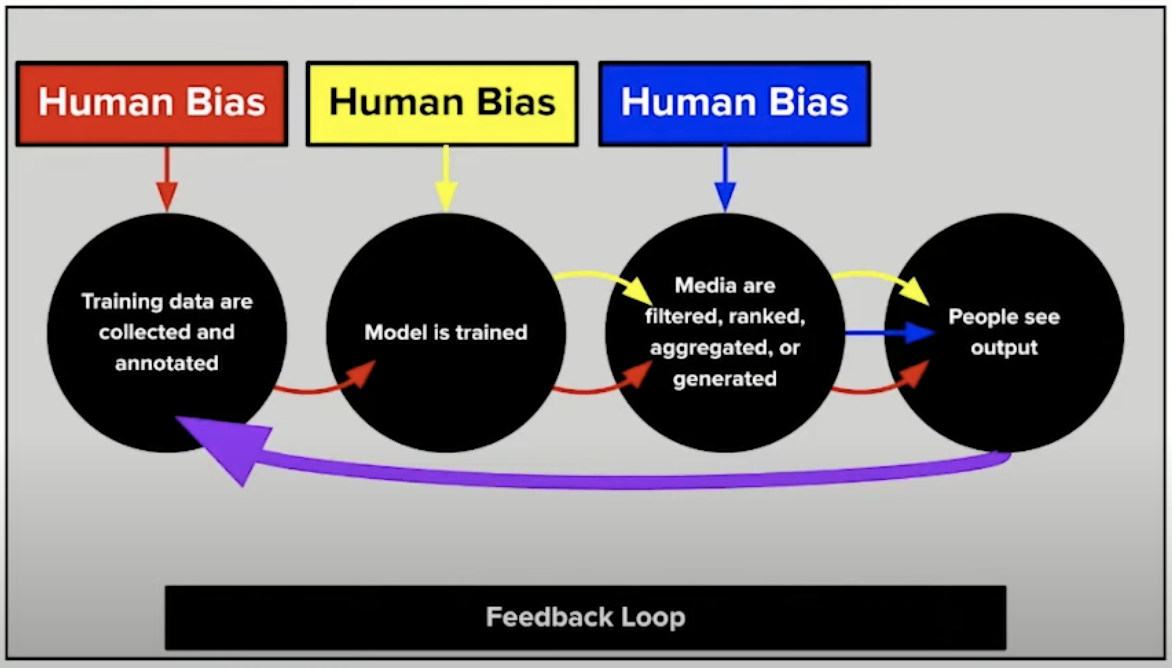 Human Bias
Human Bias
Human Bias
Training data are
collected and
annotated
Model is trained
Media are
filtered, ranked,
aggregated, or
generated
People see
output
Feedback Loop